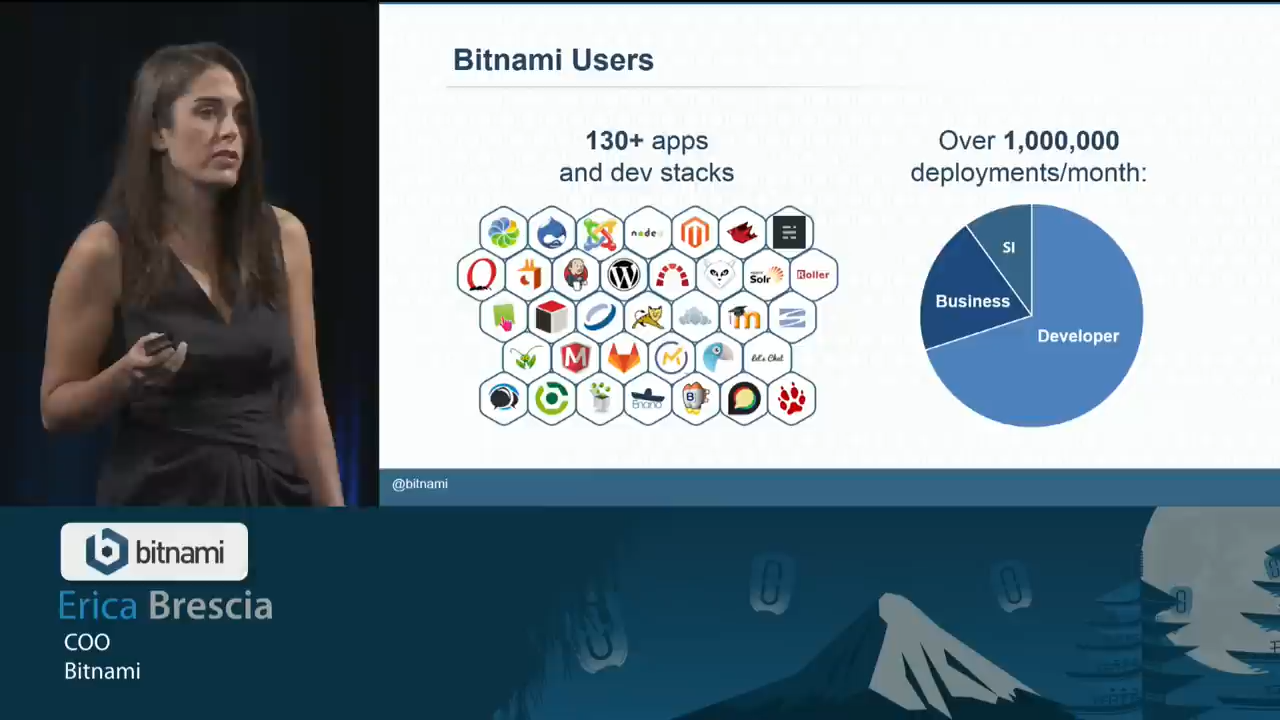 Bitnami Users
130+ apps
and dev stacks
Over 1,000,000
deployments/month:
node
Solr
Roller
Let's Chat
Enano
SI
Business
Developer
@bitnami
bitnami
Erica Brescia
COO
Bitnami